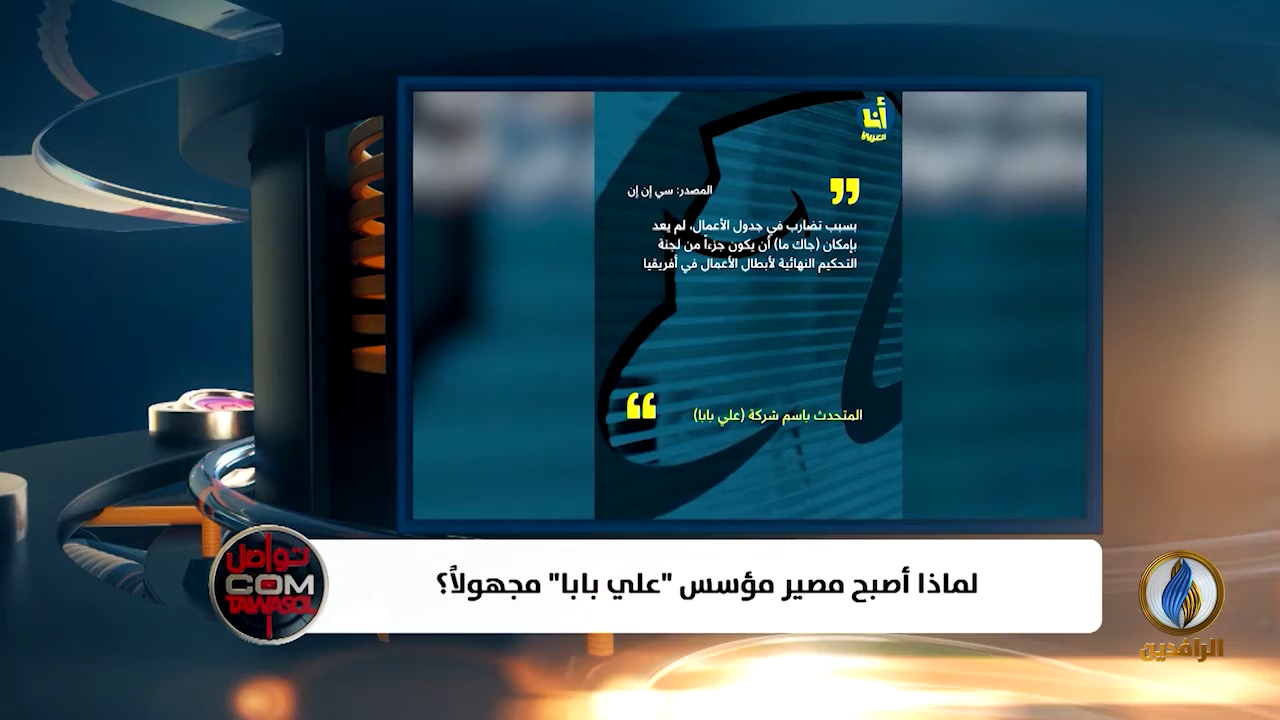 أنا
العربي
المصدر: سي إن إن
بسبب تضارب في جدول الأعمال، لم يعد
بإمكان (جاك ما) أن يكون جزءاً من لجنة
التحكيم النهائية لأبطال الأعمال في أفريقيا
المتحدث باسم شركة (علي بابا)
لماذا أصبح مصير مؤسس "علي بابا" مجهولاً؟
تواصل
COM
TAWASOL
الرافدين